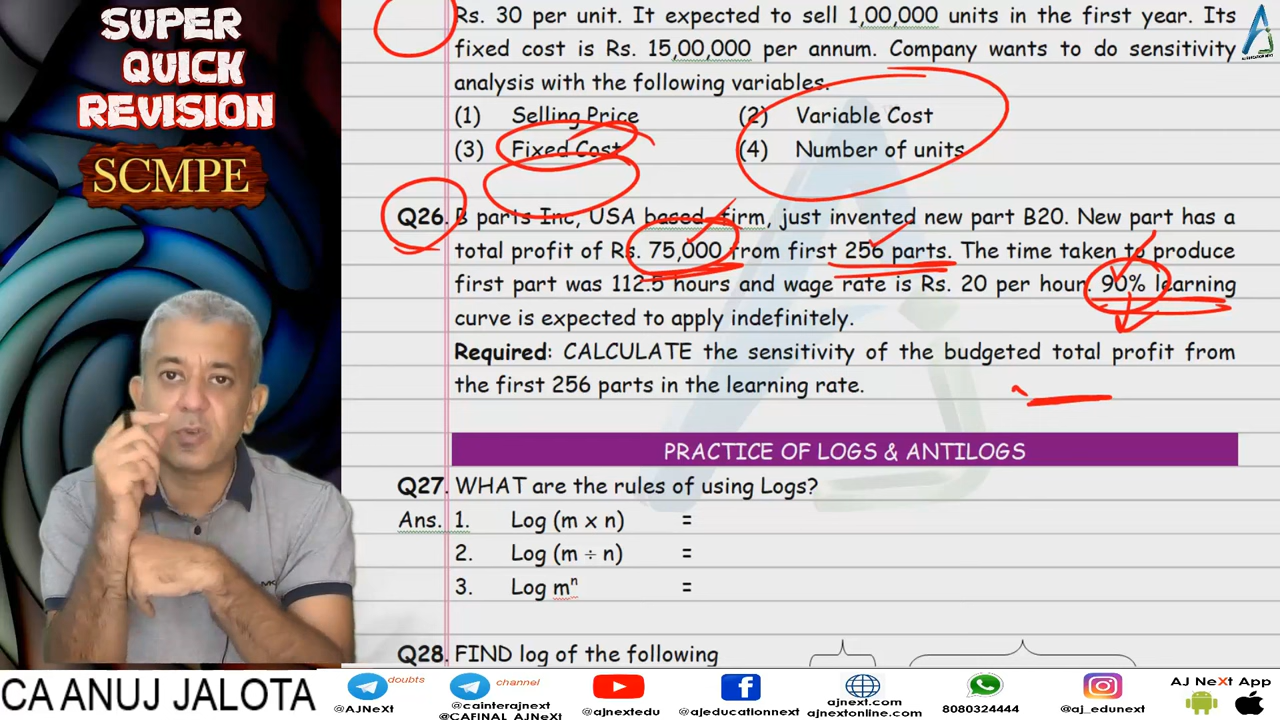 SUPER
QUICK
REVISION
SCMPE
Rs. 30 per unit. It expected to sell 1,00,000 units in the first year. Its
fixed cost is Rs. 15,00,000 per annum. Company wants to do sensitivity
analysis with the following variables.
(1) Selling Price (2) Variable Cost
(3) Fixed Cost (4) Number of units
Q26. B parts Inc, USA based firm, just invented new part B20. New part has a
total profit of Rs. 75,000 from first 256 parts. The time taken to produce
first part was 112.5 hours and wage rate is Rs. 20 per hour. 90% learning
curve is expected to apply indefinitely.
Required: CALCULATE the sensitivity of the budgeted total profit from
the first 256 parts in the learning rate.
PRACTICE OF LOGS & ANTILOGS
Q27. WHAT are the rules of using Logs?
Ans. 1. Log (m x n) =
2. Log (m ÷ n) =
3. Log mⁿ =
Q28. FIND log of the following
CA ANUJ JALOTA
doubts
@AJNeXt
channel
@cainterajnext
@CAFINAL_AJNeXt
@ajnextedu
@ajeducationnext
ajnext.com
ajnextonline.com
8080324444
@aj_edunext
AJ NeXt App